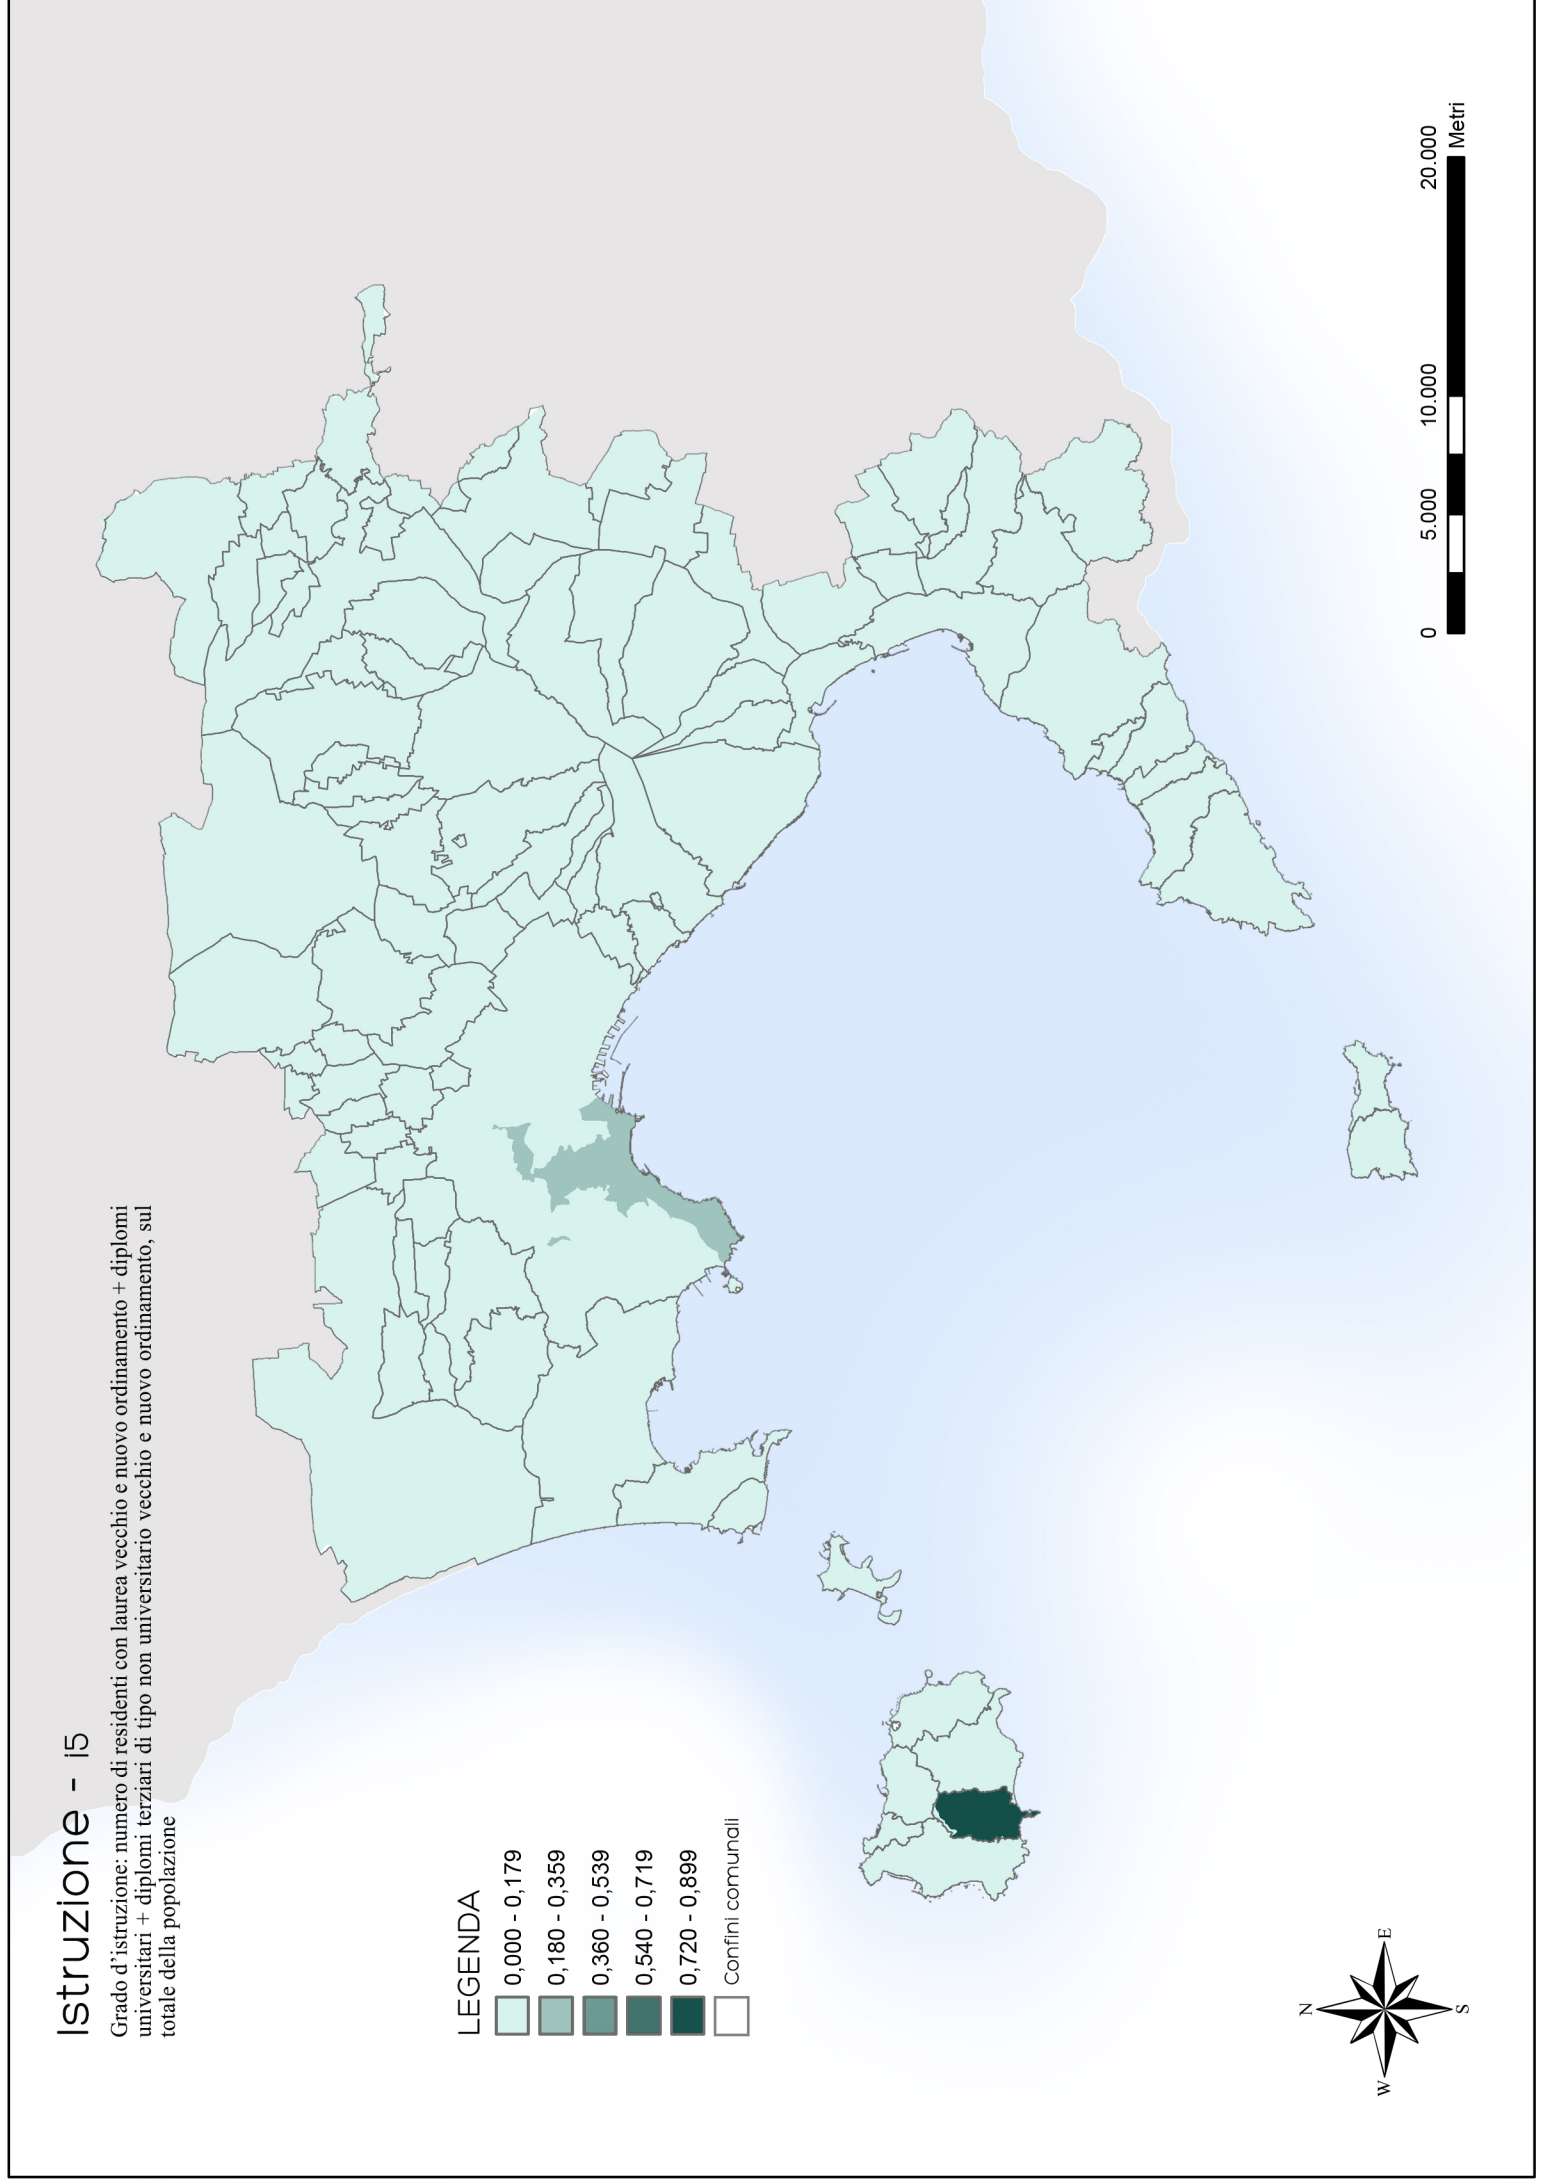 Istruzione - i5
Grado d'istruzione: numero di residenti con laurea vecchio e nuovo ordinamento + diplomi
universitari + diplomi terziari di tipo non universitario vecchio e nuovo ordinamento, sul
totale della popolazione
LEGENDA
0,000 - 0,179
0,180 - 0,359
0,360 - 0,539
0,540 - 0,719
0,720 - 0,899
Confini comunali
N
W
E
S
0
5.000
10.000
20.000
Metri